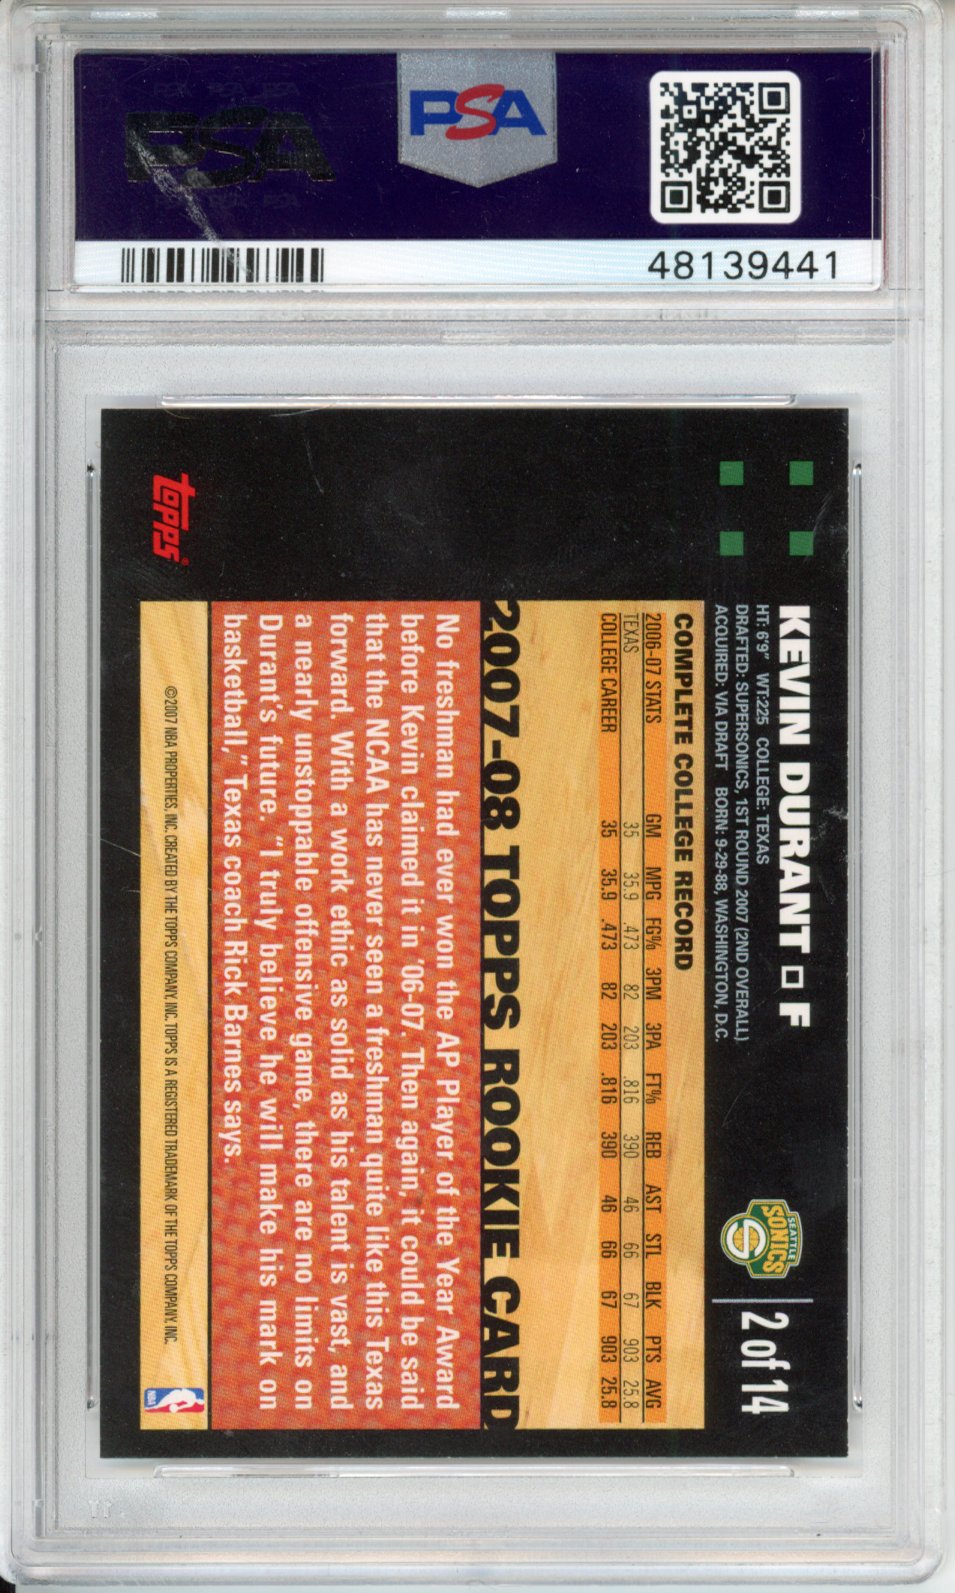 PSA
PSA
48139441
KEVIN DURANT □ F
HT: 6'9" WT:225 COLLEGE: TEXAS
DRAFTED: SUPERSONICS, 1ST ROUND 2007 (2ND OVERALL)
ACQUIRED: VIA DRAFT BORN: 9-29-88, WASHINGTON, D.C.
SEATTLE
SONICS
2 of 14
COMPLETE COLLEGE RECORD
2006-07 STATS GM MPG FG% 3PM 3PA FT% REB AST STL BLK PTS AVG
TEXAS 35 35.9 .473 82 203 .816 390 46 66 67 903 25.8
COLLEGE CAREER 35 35.9 .473 82 203 .816 390 46 66 67 903 25.8
2007-08 TOPPS ROOKIE CARD
No freshman had ever won the AP Player of the Year Award
before Kevin claimed it in '06-07. Then again, it could be said
that the NCAA has never seen a freshman quite like this Texas
forward. With a work ethic as solid as his talent is vast, and
a nearly unstoppable offensive game, there are no limits on
Durant's future. "I truly believe he will make his mark on
basketball," Texas coach Rick Barnes says.
©2007 NBA PROPERTIES, INC. CREATED BY THE TOPPS COMPANY, INC. TOPPS IS A REGISTERED TRADEMARK OF THE TOPPS COMPANY, INC.
NBA
topps